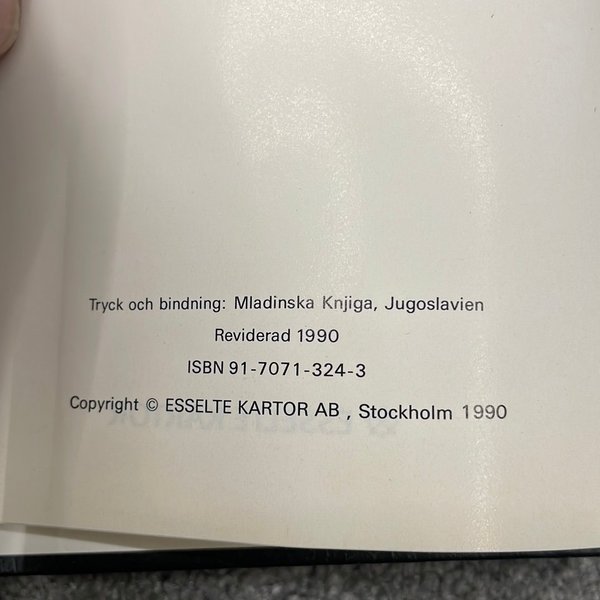 Tryck och bindning: Mladinska Knjiga, Jugoslavien
Reviderad 1990
ISBN 91-7071-324-3
Copyright © ESSELTE KARTOR AB , Stockholm 1990